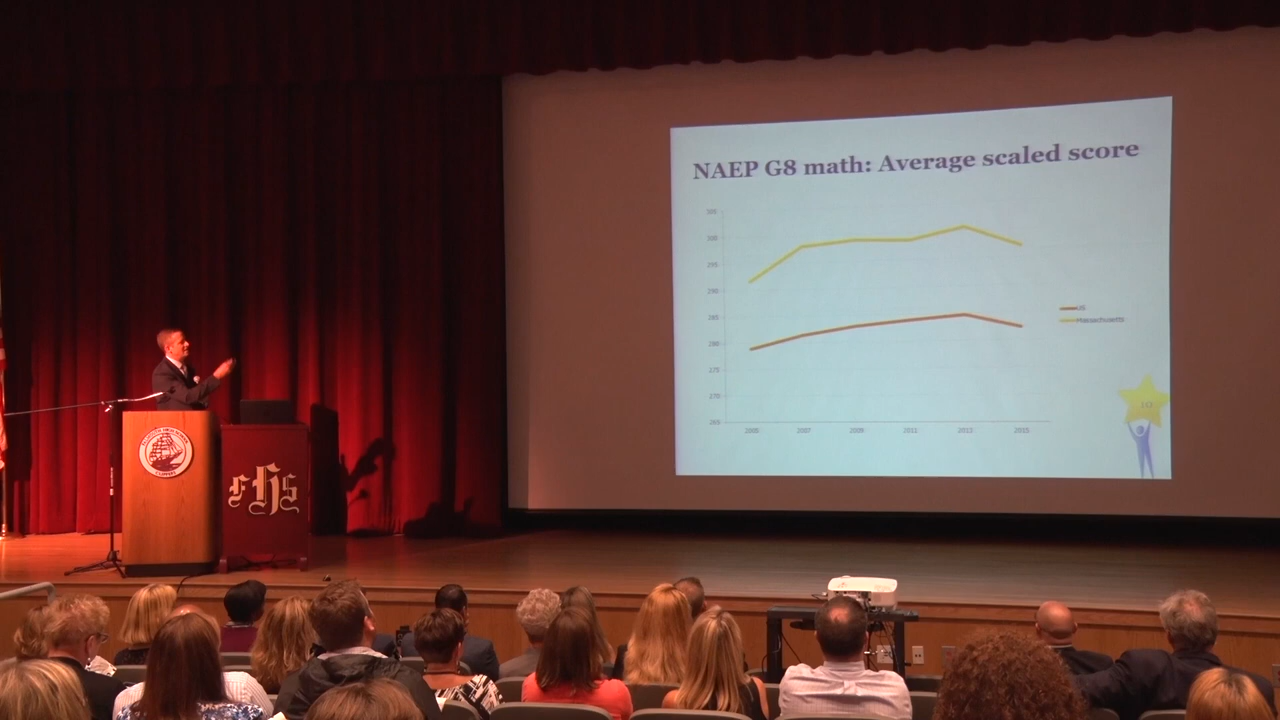 NAEP G8 math: Average scaled score
305
300
295
290
285
280
275
270
265
2005 2007 2009 2011 2013 2015
US
Massachusetts
FHS